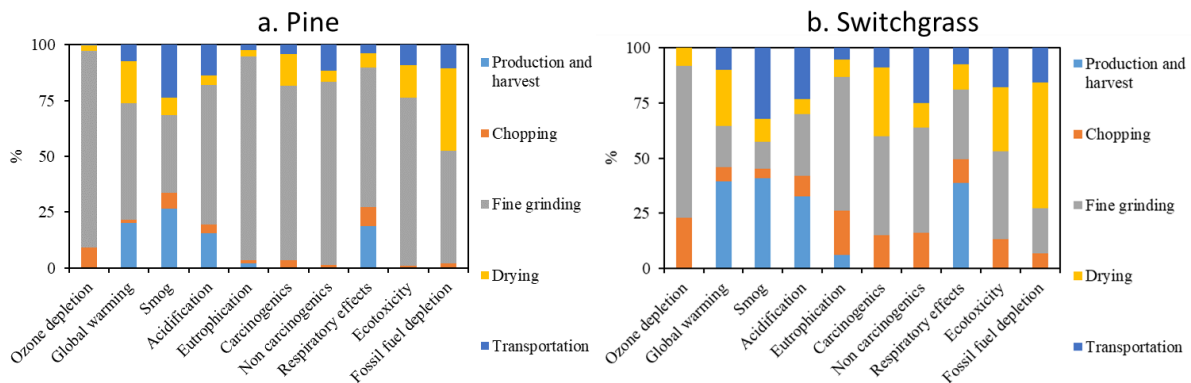 a. Pine
100
75
50
25
0
%
Ozone depletion
Global warming
Smog
Acidification
Eutrophication
Carcinogenics
Non carcinogenics
Respiratory effects
Ecotoxicity
Fossil fuel depletion
Production and
harvest
Chopping
Fine grinding
Drying
Transportation
b. Switchgrass
100
75
50
25
0
%
Ozone depletion
Global warming
Smog
Acidification
Eutrophication
Carcinogenics
Non carcinogenics
Respiratory effects
Ecotoxicity
Fossil fuel depletion
Production and
harvest
Chopping
Fine grinding
Drying
Transportation